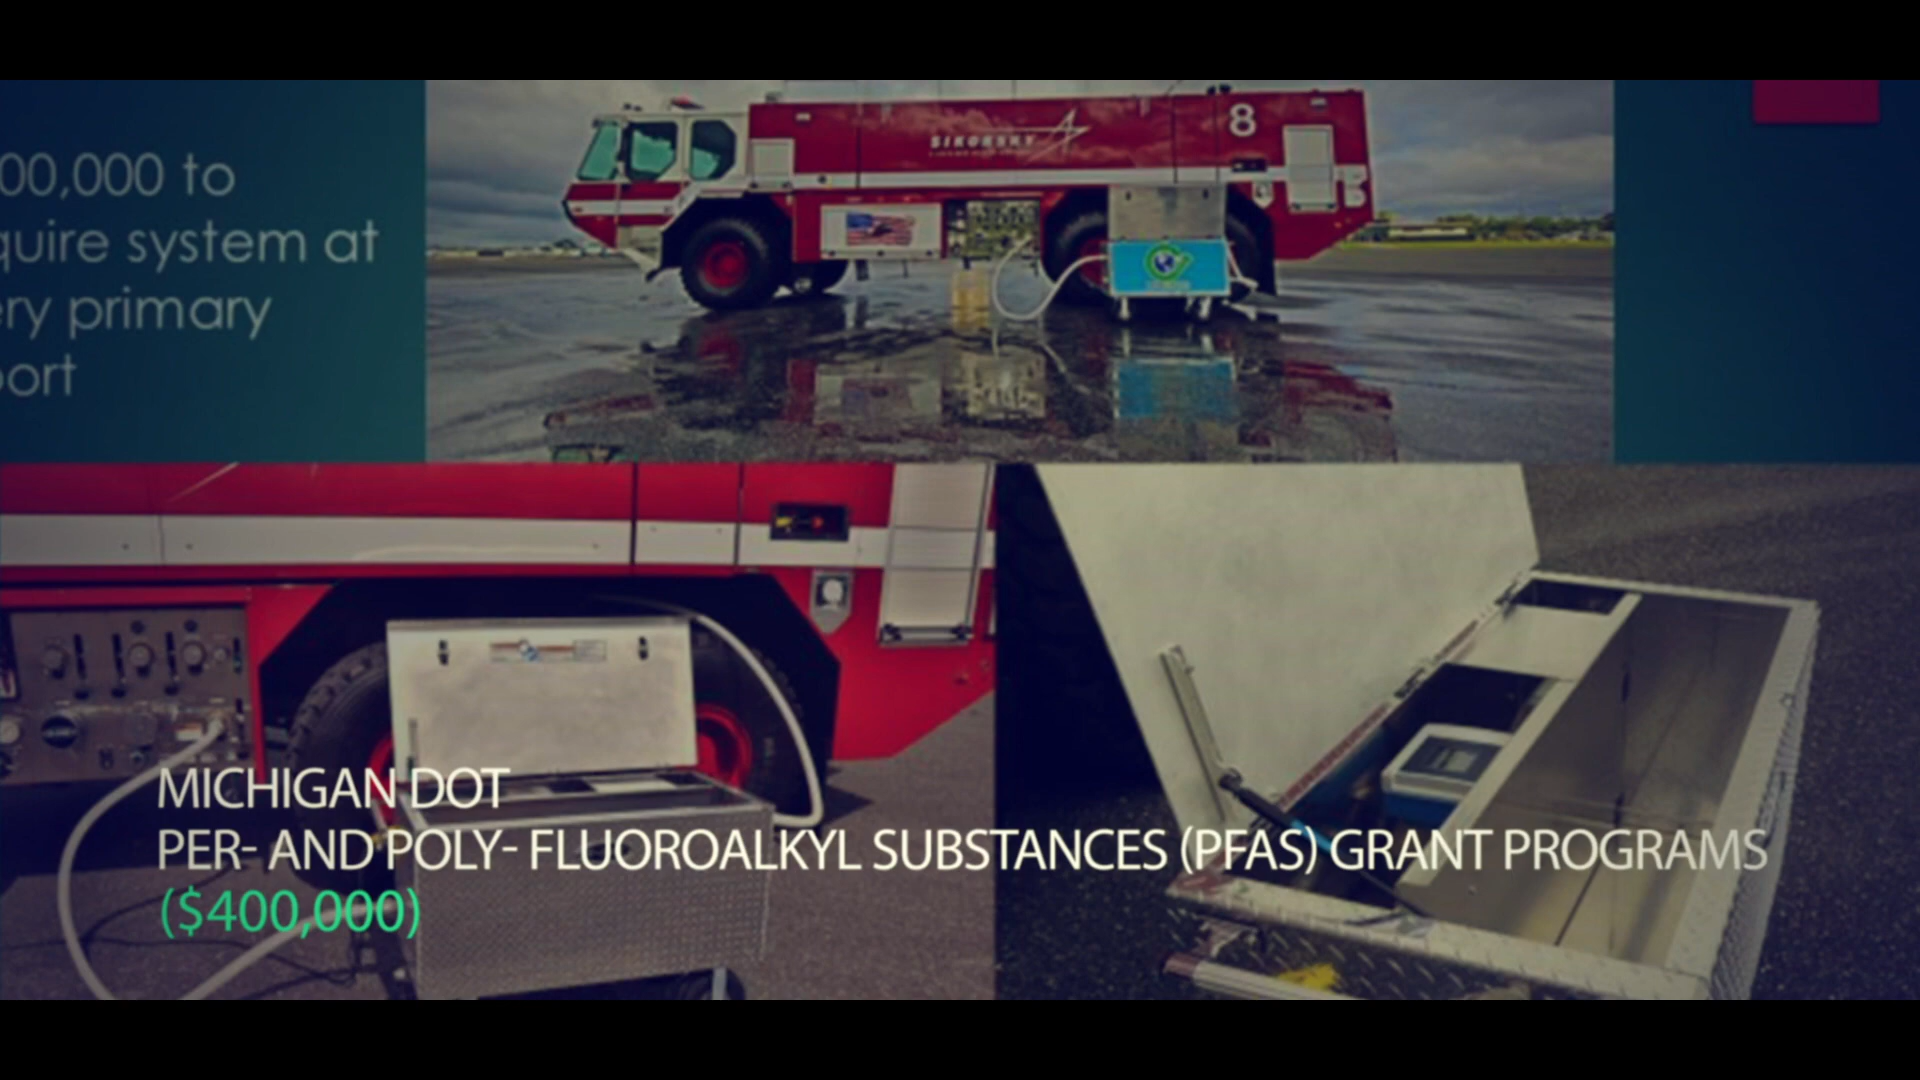 00,000 to
quire system at
ery primary
port
SIKORSKY
8
MICHIGAN DOT
PER- AND POLY- FLUOROALKYL SUBSTANCES (PFAS) GRANT PROGRAMS
($400,000)